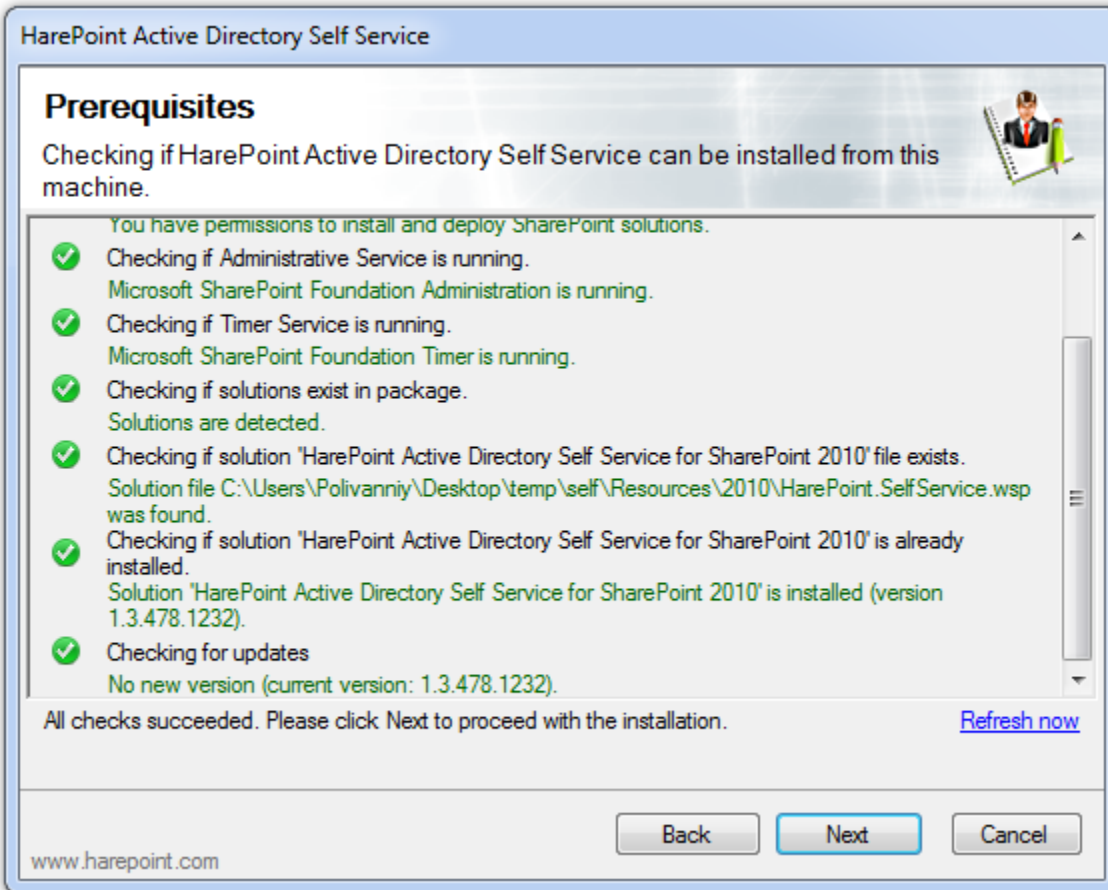 HarePoint Active Directory Self Service
Prerequisites
Checking if HarePoint Active Directory Self Service can be installed from this
machine.
You have permissions to install and deploy SharePoint solutions.
Checking if Administrative Service is running.
Microsoft SharePoint Foundation Administration is running.
Checking if Timer Service is running.
Microsoft SharePoint Foundation Timer is running.
Checking if solutions exist in package.
Solutions are detected.
Checking if solution 'HarePoint Active Directory Self Service for SharePoint 2010' file exists.
Solution file C:\Users\Polivanniy\Desktop\temp\self\Resources\2010\HarePoint.SelfService.wsp
was found.
Checking if solution 'HarePoint Active Directory Self Service for SharePoint 2010' is already
installed.
Solution 'HarePoint Active Directory Self Service for SharePoint 2010' is installed (version
1.3.478.1232).
Checking for updates
No new version (current version: 1.3.478.1232).
All checks succeeded. Please click Next to proceed with the installation. Refresh now
Back Next Cancel
www.harepoint.com